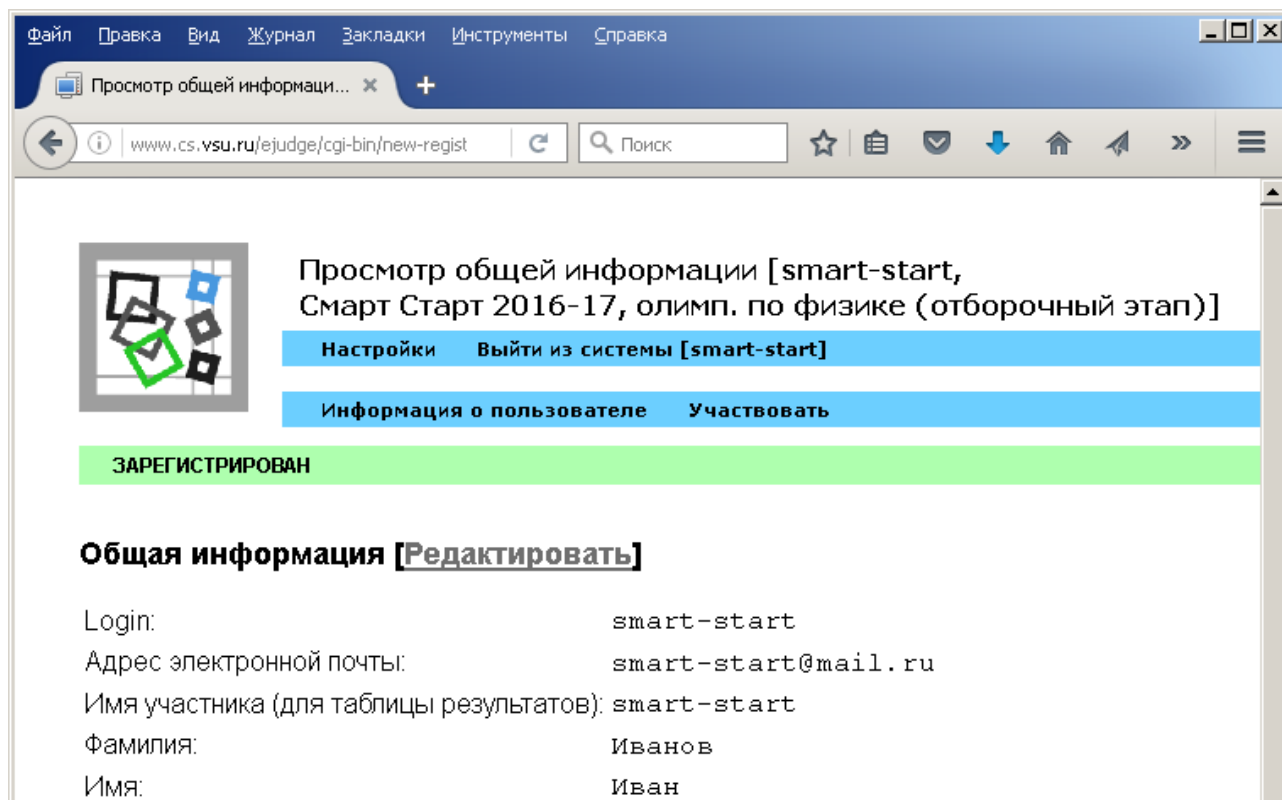 Файл Правка Вид Журнал Закладки Инструменты Справка
Просмотр общей информаци...
www.cs.vsu.ru/ejudge/cgi-bin/new-regist Поиск
Просмотр общей информации [smart-start,
Смарт Старт 2016-17, олимп. по физике (отборочный этап)]
Настройки Выйти из системы [smart-start]
Информация о пользователе Участвовать
ЗАРЕГИСТРИРОВАН
Общая информация [Редактировать]
Login: smart-start
Адрес электронной почты: smart-start@mail.ru
Имя участника (для таблицы результатов): smart-start
Фамилия: Иванов
Имя: Иван